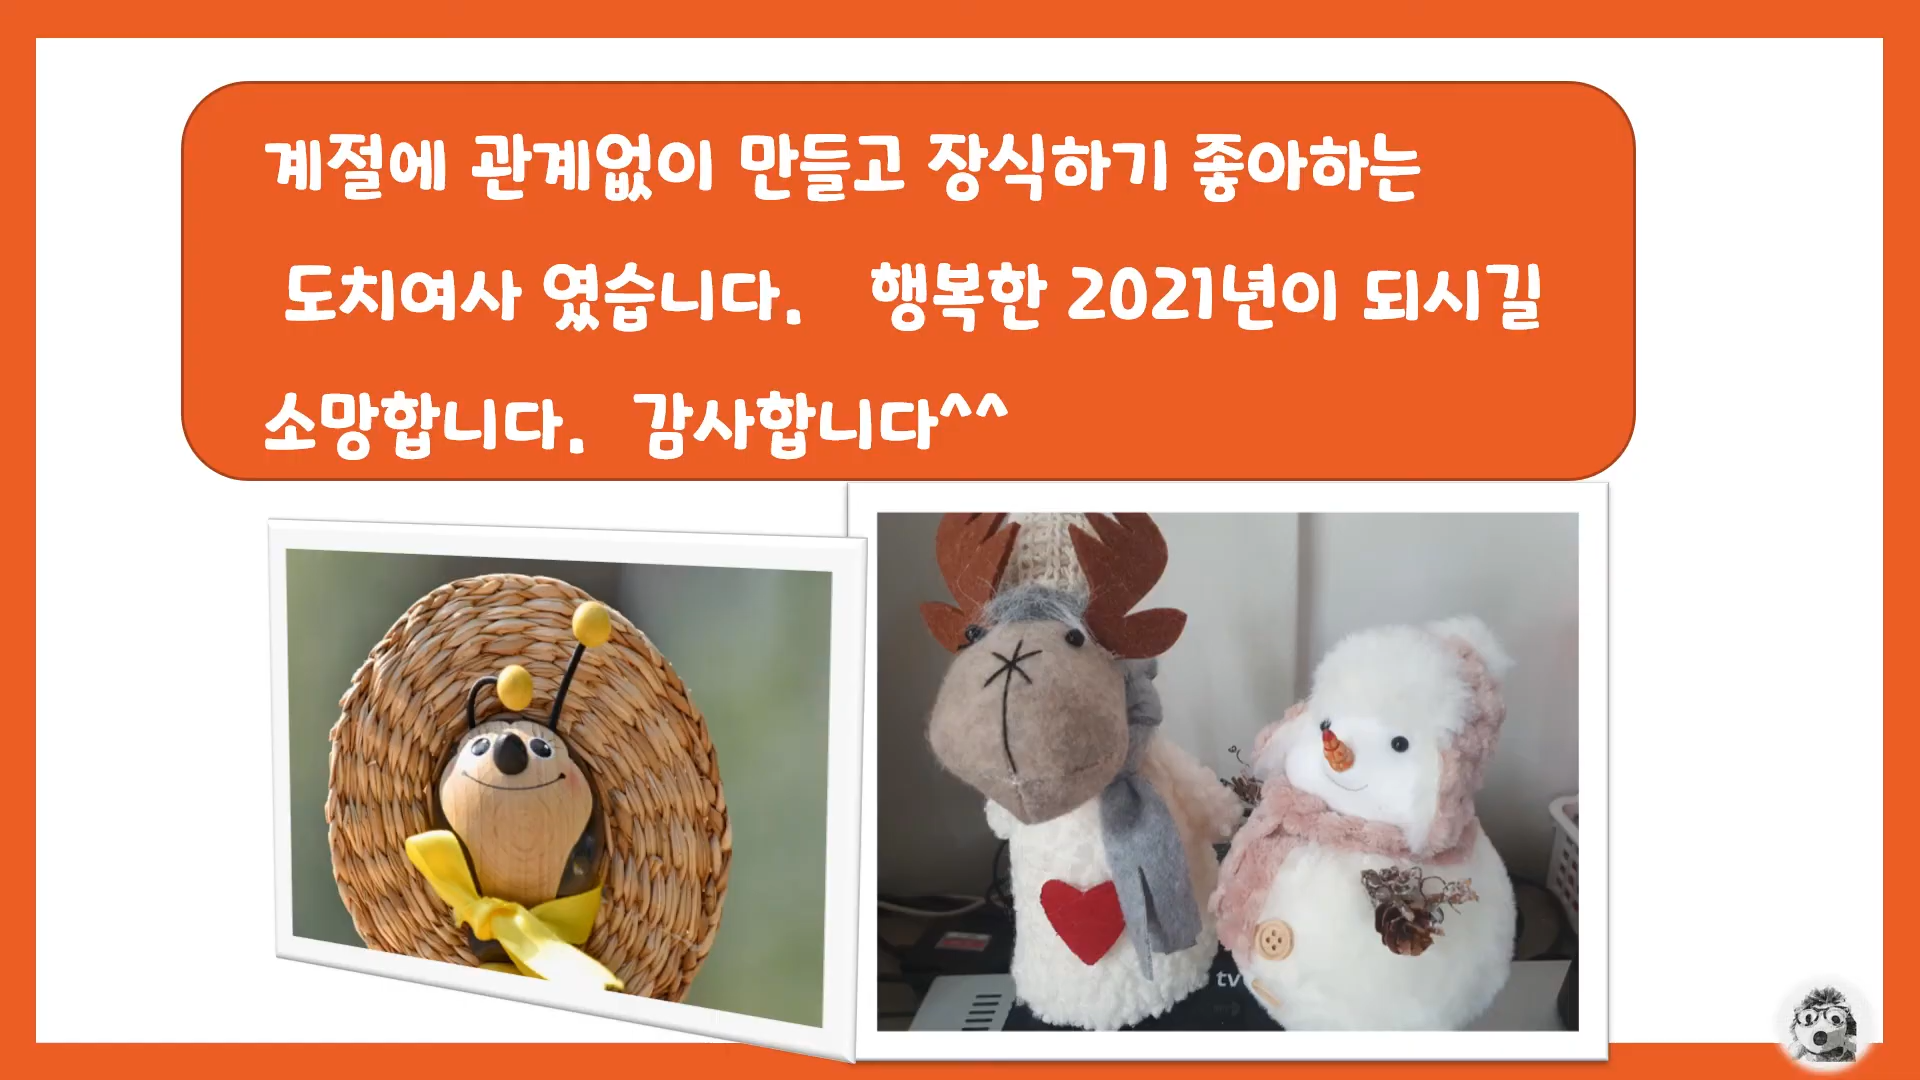 계절에 관계없이 만들고 장식하기 좋아하는
도치여사 였습니다. 행복한 2021년이 되시길
소망합니다. 감사합니다^^
tv